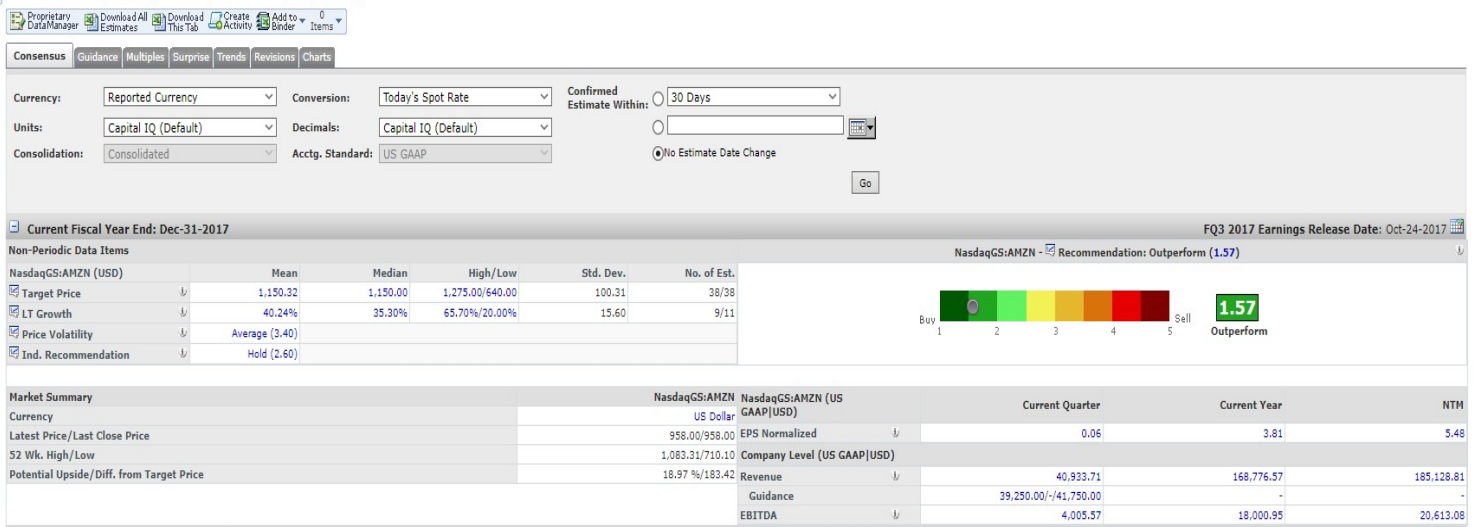 Proprietary DataManager Download All Estimates Download This Tab Create Activity Add to Binder 0 Items
Consensus Guidance Multiples Surprise Trends Revisions Charts
Currency: Reported Currency Conversion: Today's Spot Rate Confirmed Estimate Within: 30 Days
Units: Capital IQ (Default) Decimals: Capital IQ (Default)
Consolidation: Consolidated Acctg. Standard: US GAAP No Estimate Date Change
Go
Current Fiscal Year End: Dec-31-2017 FQ3 2017 Earnings Release Date: Oct-24-2017
Non-Periodic Data Items
NasdaqGS:AMZN (USD) Mean Median High/Low Std. Dev. No. of Est.
Target Price 1,150.32 1,150.00 1,275.00/640.00 100.31 38/38
LT Growth 40.24% 35.30% 65.70%/20.00% 15.60 9/11
Price Volatility Average (3.40)
Ind. Recommendation Hold (2.60)
NasdaqGS:AMZN - Recommendation: Outperform (1.57)
Buy Sell
1 2 3 4 5
1.57
Outperform
Market Summary NasdaqGS:AMZN
Currency US Dollar
Latest Price/Last Close Price 958.00/958.00
52 Wk. High/Low 1,083.31/710.10
Potential Upside/Diff. from Target Price 18.97 %/183.42
NasdaqGS:AMZN (US GAAP|USD) Current Quarter Current Year NTM
EPS Normalized 0.06 3.81 5.48
Company Level (US GAAP|USD)
Revenue 40,933.71 168,776.57 185,128.81
Guidance 39,250.00/-/41,750.00 - -
EBITDA 4,005.57 18,000.95 20,613.08